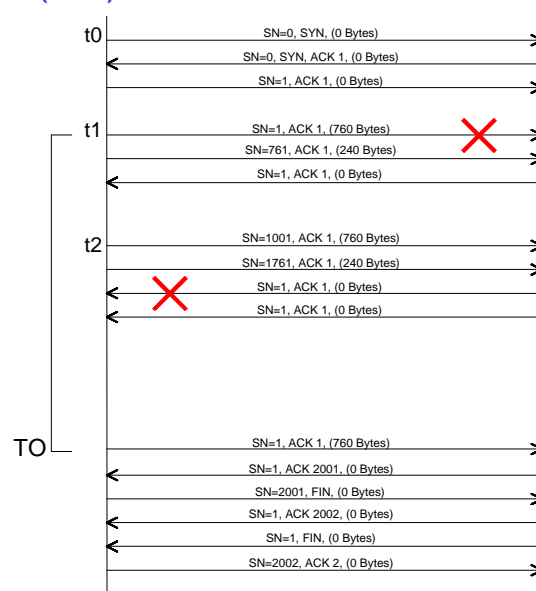 t0
SN=0, SYN, (0 Bytes)
SN=0, SYN, ACK 1, (0 Bytes)
SN=1, ACK 1, (0 Bytes)
t1
SN=1, ACK 1, (760 Bytes)
SN=761, ACK 1, (240 Bytes)
SN=1, ACK 1, (0 Bytes)
t2
SN=1001, ACK 1, (760 Bytes)
SN=1761, ACK 1, (240 Bytes)
SN=1, ACK 1, (0 Bytes)
SN=1, ACK 1, (0 Bytes)
TO
SN=1, ACK 1, (760 Bytes)
SN=1, ACK 2001, (0 Bytes)
SN=2001, FIN, (0 Bytes)
SN=1, ACK 2002, (0 Bytes)
SN=1, FIN, (0 Bytes)
SN=2002, ACK 2, (0 Bytes)